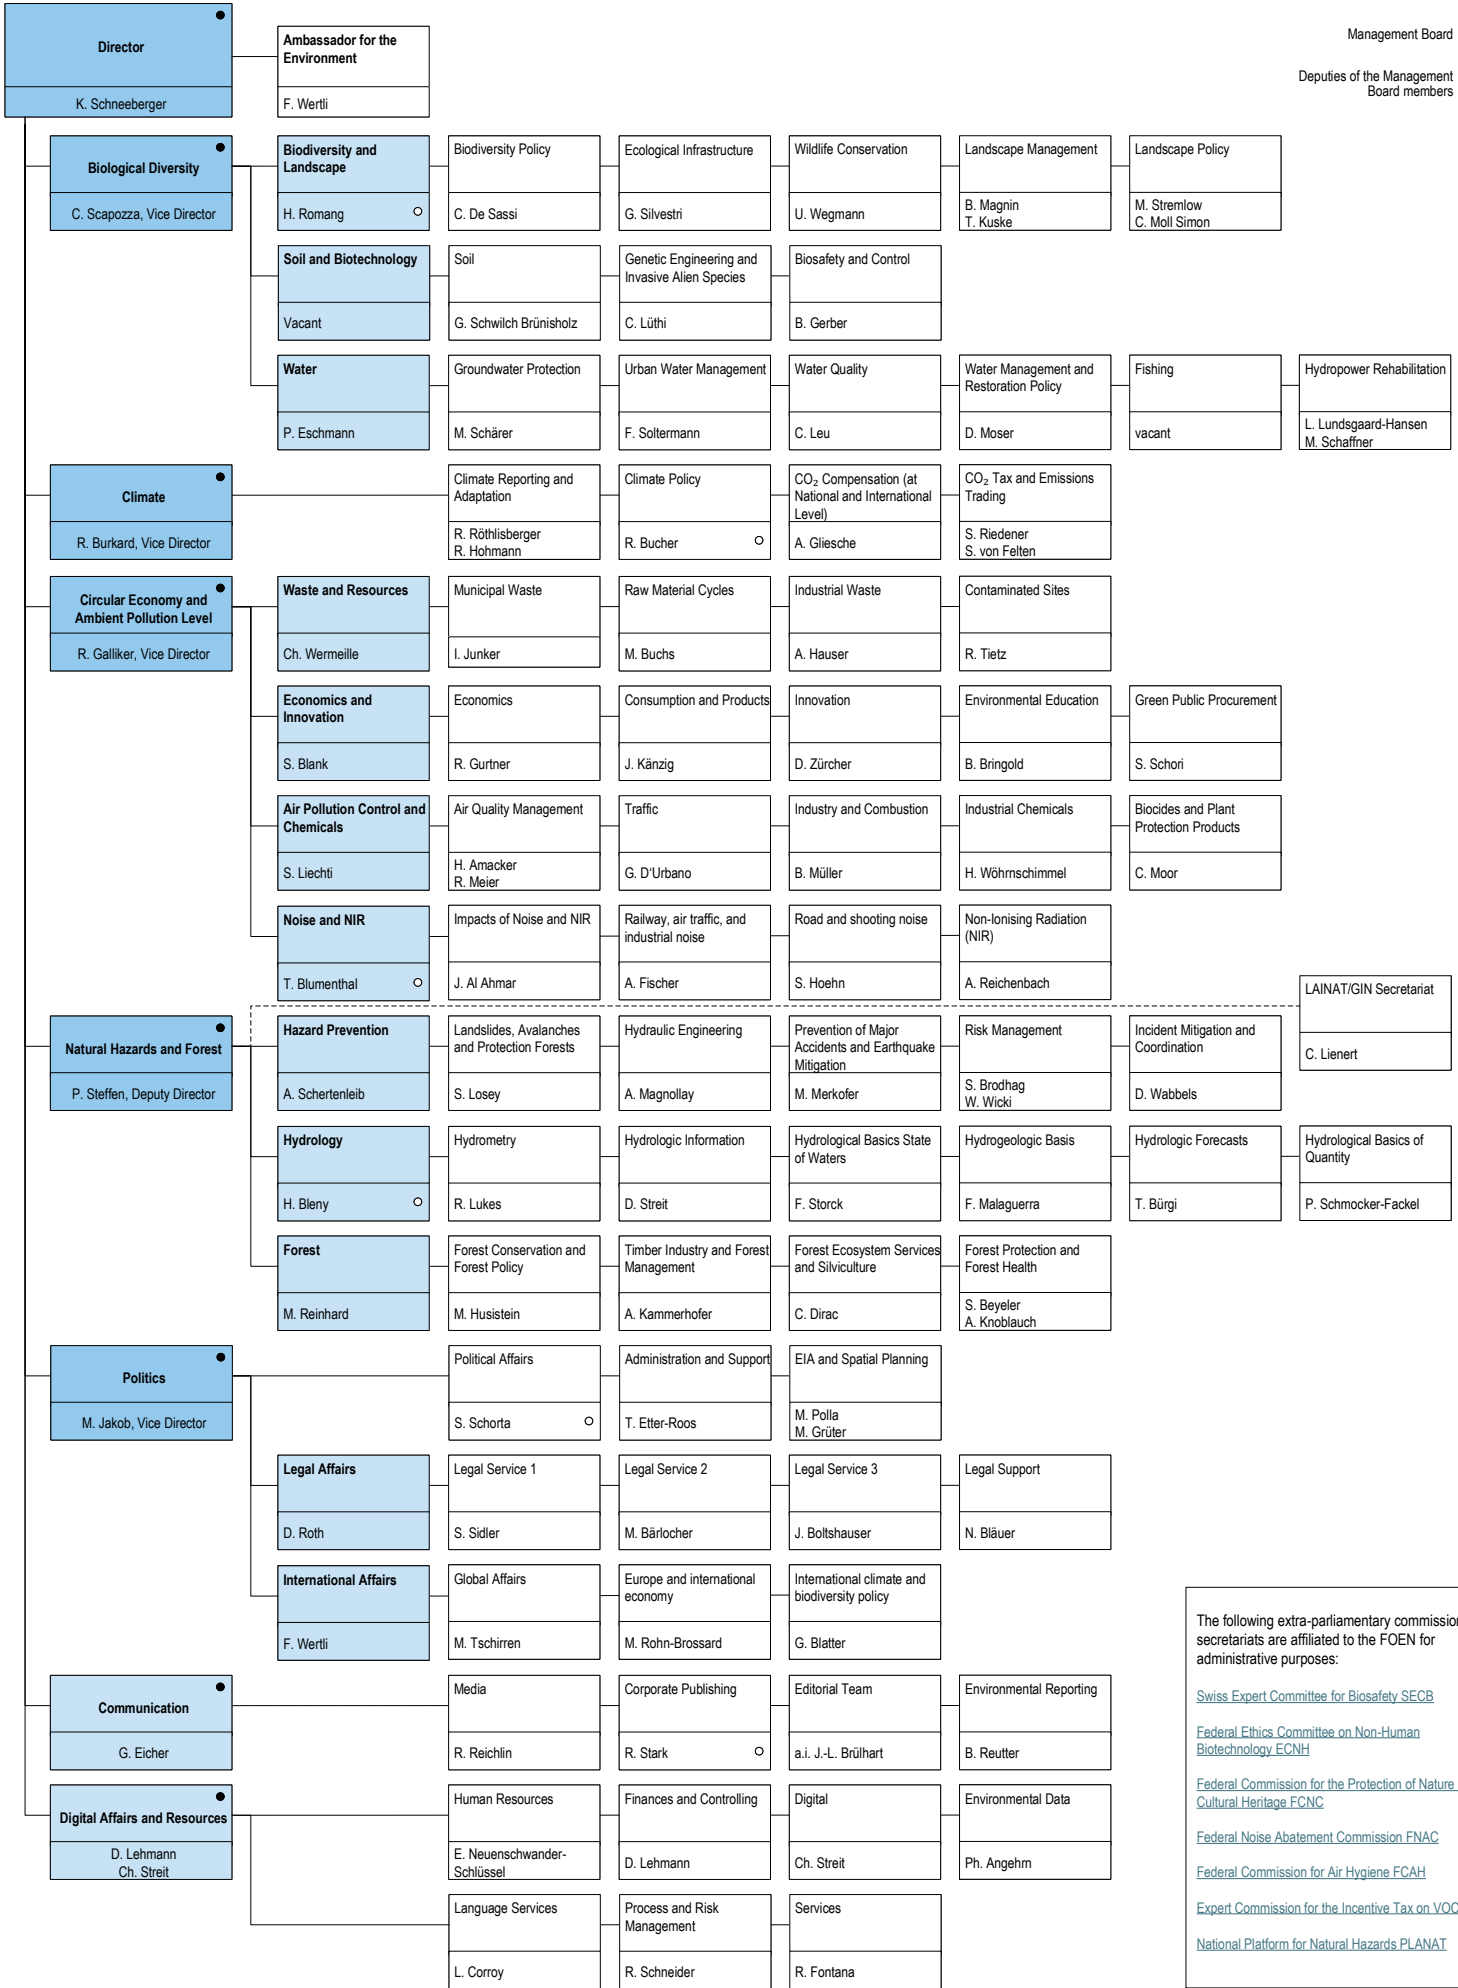 Director
K. Schneeberger
Ambassador for the
Environment
F. Wertli
Management Board
Deputies of the Management
Board members
Biological Diversity
C. Scapozza, Vice Director
Biodiversity and
Landscape
H. Romang
Biodiversity Policy
C. De Sassi
Ecological Infrastructure
G. Silvestri
Wildlife Conservation
U. Wegmann
Landscape Management
B. Magnin
T. Kuske
Landscape Policy
M. Stremlow
C. Moll Simon
Soil and Biotechnology
Vacant
Soil
G. Schwilch Brünisholz
Genetic Engineering and
Invasive Alien Species
C. Lüthi
Biosafety and Control
B. Gerber
Water
P. Eschmann
Groundwater Protection
M. Schärer
Urban Water Management
F. Soltermann
Water Quality
C. Leu
Water Management and
Restoration Policy
D. Moser
Fishing
vacant
Hydropower Rehabilitation
L. Lundsgaard-Hansen
M. Schaffner
Climate
R. Burkard, Vice Director
Climate Reporting and
Adaptation
R. Röthlisberger
R. Hohmann
Climate Policy
R. Bucher
CO₂ Compensation (at
National and International
Level)
A. Gliesche
CO₂ Tax and Emissions
Trading
S. Riedener
S. von Felten
Circular Economy and
Ambient Pollution Level
R. Galliker, Vice Director
Waste and Resources
Ch. Wermeille
Municipal Waste
I. Junker
Raw Material Cycles
M. Buchs
Industrial Waste
A. Hauser
Contaminated Sites
R. Tietz
Economics and
Innovation
S. Blank
Economics
R. Gurtner
Consumption and Products
J. Känzig
Innovation
D. Zürcher
Environmental Education
B. Bringold
Green Public Procurement
S. Schori
Air Pollution Control and
Chemicals
S. Liechti
Air Quality Management
H. Amacker
R. Meier
Traffic
G. D‘Urbano
Industry and Combustion
B. Müller
Industrial Chemicals
H. Wöhrnschimmel
Biocides and Plant
Protection Products
C. Moor
Noise and NIR
T. Blumenthal
Impacts of Noise and NIR
J. Al Ahmar
Railway, air traffic, and
industrial noise
A. Fischer
Road and shooting noise
S. Hoehn
Non-Ionising Radiation
(NIR)
A. Reichenbach
LAINAT/GIN Secretariat
C. Lienert
Natural Hazards and Forest
P. Steffen, Deputy Director
Hazard Prevention
A. Schertenleib
Landslides, Avalanches
and Protection Forests
S. Losey
Hydraulic Engineering
A. Magnollay
Prevention of Major
Accidents and Earthquake
Mitigation
M. Merkofer
Risk Management
S. Brodhag
W. Wicki
Incident Mitigation and
Coordination
D. Wabbels
Hydrology
H. Bleny
Hydrometry
R. Lukes
Hydrologic Information
D. Streit
Hydrological Basics State
of Waters
F. Storck
Hydrogeologic Basis
F. Malaguerra
Hydrologic Forecasts
T. Bürgi
Hydrological Basics of
Quantity
P. Schmocker-Fackel
Forest
M. Reinhard
Forest Conservation and
Forest Policy
M. Husistein
Timber Industry and Forest
Management
A. Kammerhofer
Forest Ecosystem Services
and Silviculture
C. Dirac
Forest Protection and
Forest Health
S. Beyeler
A. Knoblauch
Politics
M. Jakob, Vice Director
Political Affairs
S. Schorta
Administration and Support
T. Etter-Roos
EIA and Spatial Planning
M. Polla
M. Grüter
Legal Affairs
D. Roth
Legal Service 1
S. Sidler
Legal Service 2
M. Bärlocher
Legal Service 3
J. Boltshauser
Legal Support
N. Bläuer
International Affairs
F. Wertli
Global Affairs
M. Tschirren
Europe and international
economy
M. Rohn-Brossard
International climate and
biodiversity policy
G. Blatter
Communication
G. Eicher
Media
R. Reichlin
Corporate Publishing
R. Stark
Editorial Team
a.i. J.-L. Brülhart
Environmental Reporting
B. Reutter
Digital Affairs and Resources
D. Lehmann
Ch. Streit
Human Resources
E. Neuenschwander-
Schlüssel
Finances and Controlling
D. Lehmann
Digital
Ch. Streit
Environmental Data
Ph. Angehrn
Language Services
L. Corroy
Process and Risk
Management
R. Schneider
Services
R. Fontana
The following extra-parliamentary commission
secretariats are affiliated to the FOEN for
administrative purposes:
Swiss Expert Committee for Biosafety SECB
Federal Ethics Committee on Non-Human
Biotechnology ECNH
Federal Commission for the Protection of Nature
Cultural Heritage FCNC
Federal Noise Abatement Commission FNAC
Federal Commission for Air Hygiene FCAH
Expert Commission for the Incentive Tax on VOC
National Platform for Natural Hazards PLANAT